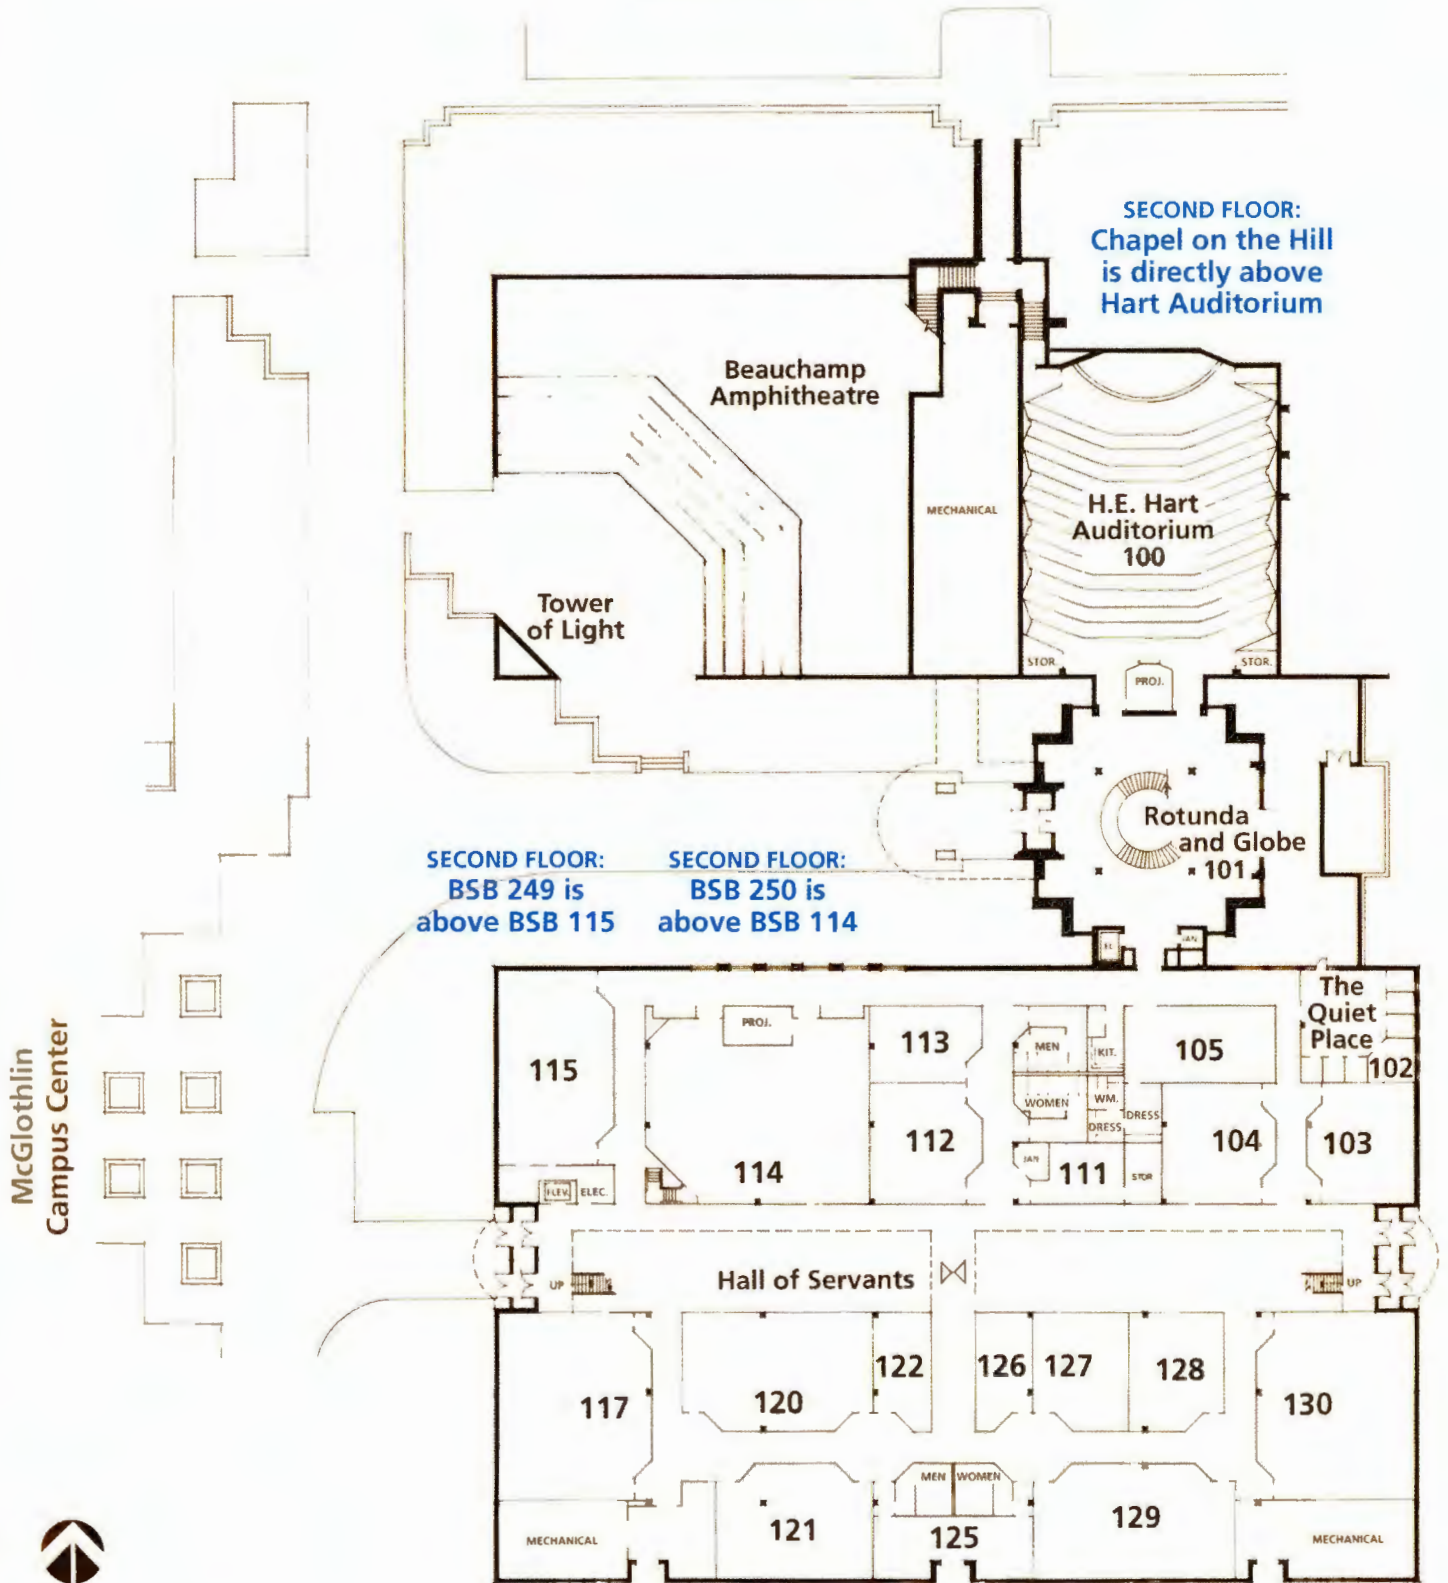 SECOND FLOOR:
Chapel on the Hill
is directly above
Hart Auditorium
Beauchamp
Amphitheatre
MECHANICAL
H.E. Hart
Auditorium
100
Tower
of Light
STOR.
STOR.
PROJ.
Rotunda
and Globe
101
SECOND FLOOR:
BSB 249 is
above BSB 115
SECOND FLOOR:
BSB 250 is
above BSB 114
EL.
JAN.
The
Quiet
Place
102
McGlothlin
Campus Center
115
PROJ.
113
MEN
KIT.
105
WOMEN
WM.
DRESS
DRESS
112
104
103
114
JAN
111
STOR
ELEV.
ELEC.
UP
Hall of Servants
UP
117
120
122
126
127
128
130
MEN
WOMEN
121
125
129
MECHANICAL
MECHANICAL